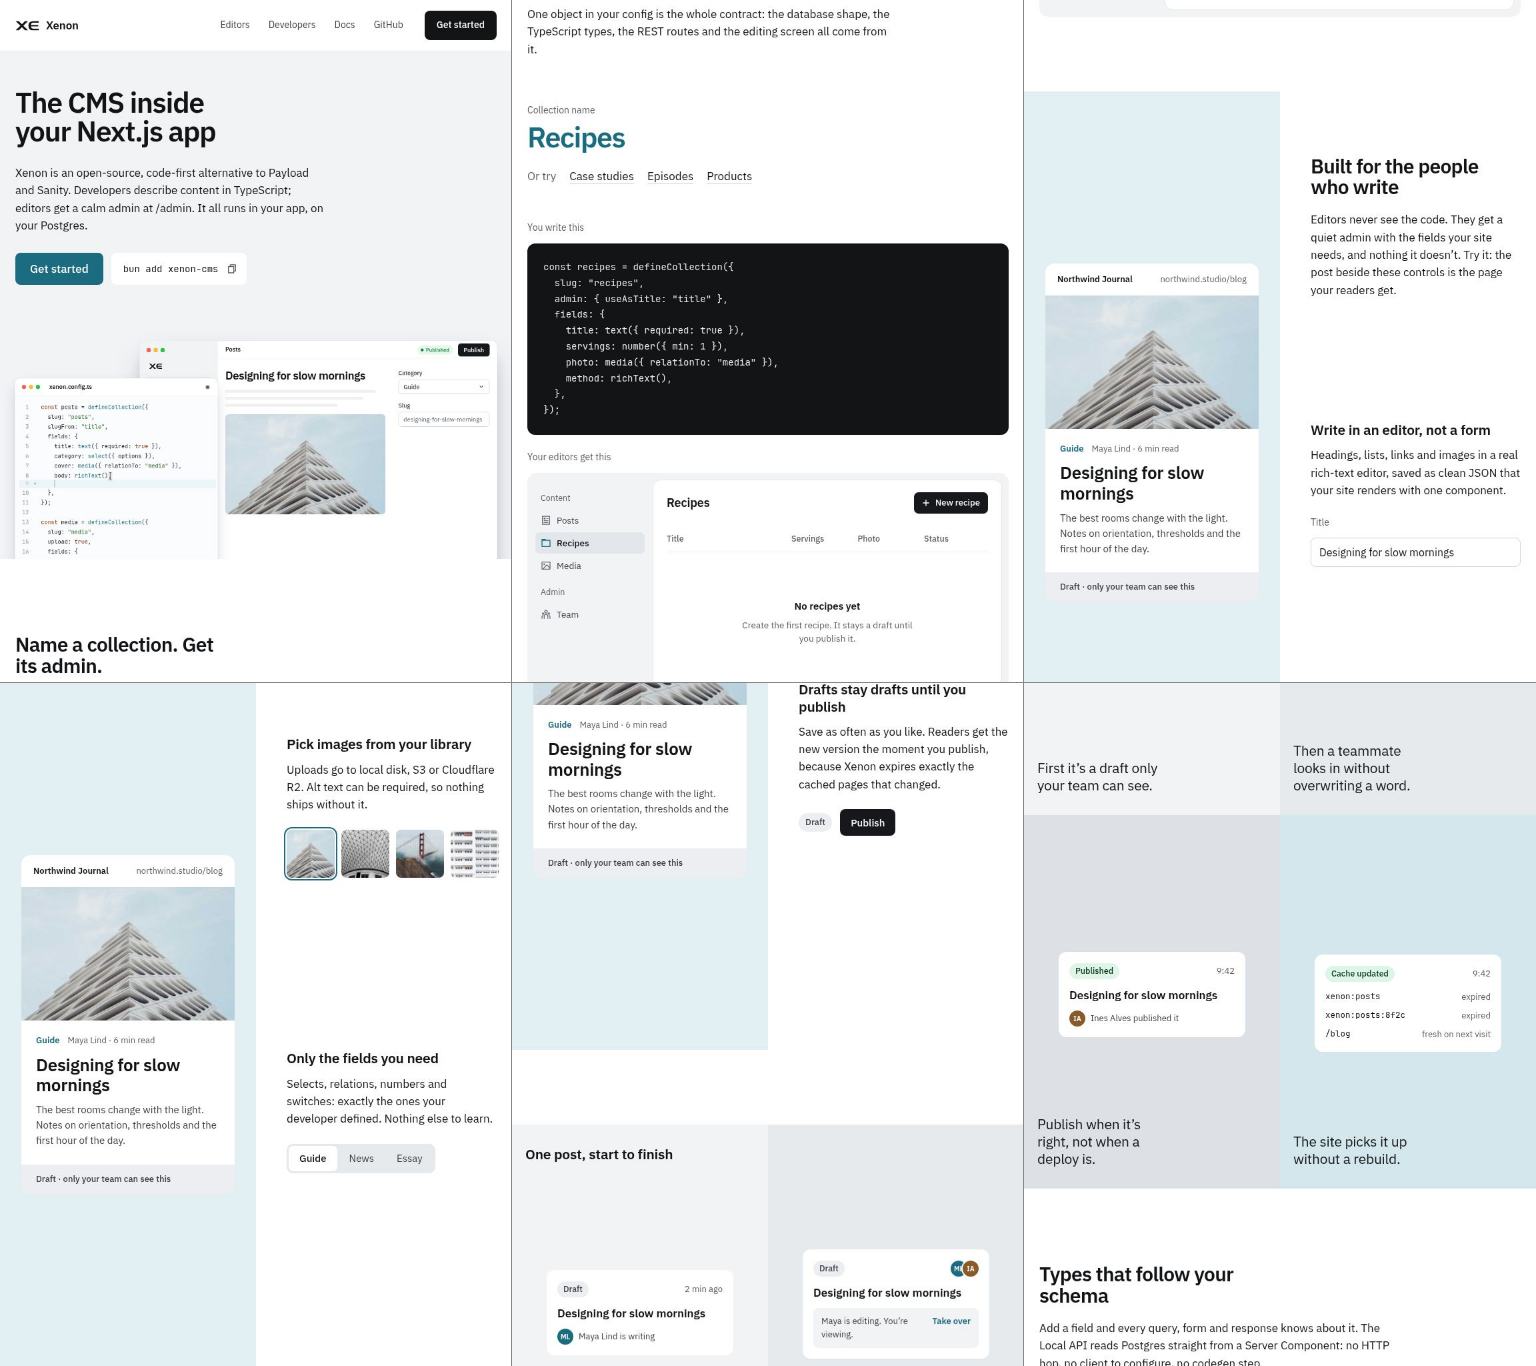 Xenon
Editors
Developers
Docs
GitHub
Get started
The CMS inside
your Next.js app
Xenon is an open-source, code-first alternative to Payload
and Sanity. Developers describe content in TypeScript;
editors get a calm admin at /admin. It all runs in your app, on
your Postgres.
Get started
bun add xenon-cms
Posts
Published
Publish
Designing for slow mornings
Category
Guide
Slug
designing-for-slow-mornings
xenon.config.ts
1 const posts = defineCollection({
2 slug: "posts",
3 slugFrom: "title",
4 fields: {
5 title: text({ required: true }),
6 category: select({ options }),
7 cover: media({ relationTo: "media" }),
8 body: richText()
9
10 },
11 });
12
13 const media = defineCollection({
14 slug: "media",
15 upload: true,
16 fields: {
Name a collection. Get
its admin.
One object in your config is the whole contract: the database shape, the
TypeScript types, the REST routes and the editing screen all come from
it.
Collection name
Recipes
Or try Case studies Episodes Products
You write this
const recipes = defineCollection({
slug: "recipes",
admin: { useAsTitle: "title" },
fields: {
title: text({ required: true }),
servings: number({ min: 1 }),
photo: media({ relationTo: "media" }),
method: richText(),
},
});
Your editors get this
Content
Posts
Recipes
Media
Admin
Team
Recipes
+ New recipe
Title Servings Photo Status
No recipes yet
Create the first recipe. It stays a draft until
you publish it.
Northwind Journal northwind.studio/blog
Guide Maya Lind · 6 min read
Designing for slow
mornings
The best rooms change with the light.
Notes on orientation, thresholds and the
first hour of the day.
Draft · only your team can see this
Built for the people
who write
Editors never see the code. They get a
quiet admin with the fields your site
needs, and nothing it doesn't. Try it: the
post beside these controls is the page
your readers get.
Write in an editor, not a form
Headings, lists, links and images in a real
rich-text editor, saved as clean JSON that
your site renders with one component.
Title
Designing for slow mornings
Northwind Journal northwind.studio/blog
Guide Maya Lind · 6 min read
Designing for slow
mornings
The best rooms change with the light.
Notes on orientation, thresholds and the
first hour of the day.
Draft · only your team can see this
Pick images from your library
Uploads go to local disk, S3 or Cloudflare
R2. Alt text can be required, so nothing
ships without it.
Only the fields you need
Selects, relations, numbers and
switches: exactly the ones your
developer defined. Nothing else to learn.
Guide News Essay
Guide Maya Lind · 6 min read
Designing for slow
mornings
The best rooms change with the light.
Notes on orientation, thresholds and the
first hour of the day.
Draft · only your team can see this
Drafts stay drafts until you
publish
Save as often as you like. Readers get the
new version the moment you publish,
because Xenon expires exactly the
cached pages that changed.
Draft
Publish
One post, start to finish
Draft 2 min ago
Designing for slow mornings
ML Maya Lind is writing
Draft IA
Designing for slow mornings
Maya is editing. You're
viewing.
Take over
First it's a draft only
your team can see.
Then a teammate
looks in without
overwriting a word.
Published 9:42
Designing for slow mornings
IA Ines Alves published it
Publish when it's
right, not when a
deploy is.
Cache updated 9:42
xenon:posts expired
xenon:posts:8f2c expired
/blog fresh on next visit
The site picks it up
without a rebuild.
Types that follow your
schema
Add a field and every query, form and response knows about it. The
Local API reads Postgres straight from a Server Component: no HTTP
hop, no client to configure, no codegen step.